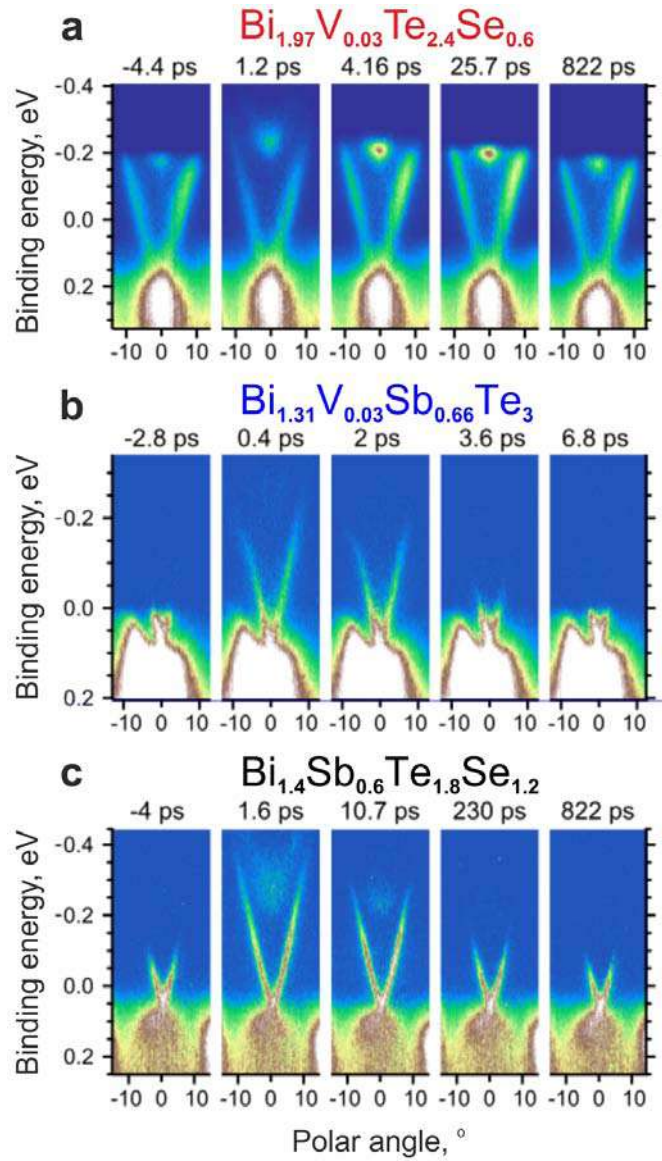 a Bi₁.₉₇V₀.₀₃Te₂.₄Se₀.₆
-4.4 ps 1.2 ps 4.16 ps 25.7 ps 822 ps
Binding energy, eV
-0.4
-0.2
0.0
0.2
-10 0 10 -10 0 10 -10 0 10 -10 0 10 -10 0 10
b Bi₁.₃₁V₀.₀₃Sb₀.₆₆Te₃
-2.8 ps 0.4 ps 2 ps 3.6 ps 6.8 ps
Binding energy, eV
-0.2
0.0
0.2
-10 0 10 -10 0 10 -10 0 10 -10 0 10 -10 0 10
c Bi₁.₄Sb₀.₆Te₁.₈Se₁.₂
-4 ps 1.6 ps 10.7 ps 230 ps 822 ps
Binding energy, eV
-0.4
-0.2
0.0
0.2
-10 0 10 -10 0 10 -10 0 10 -10 0 10 -10 0 10
Polar angle, °